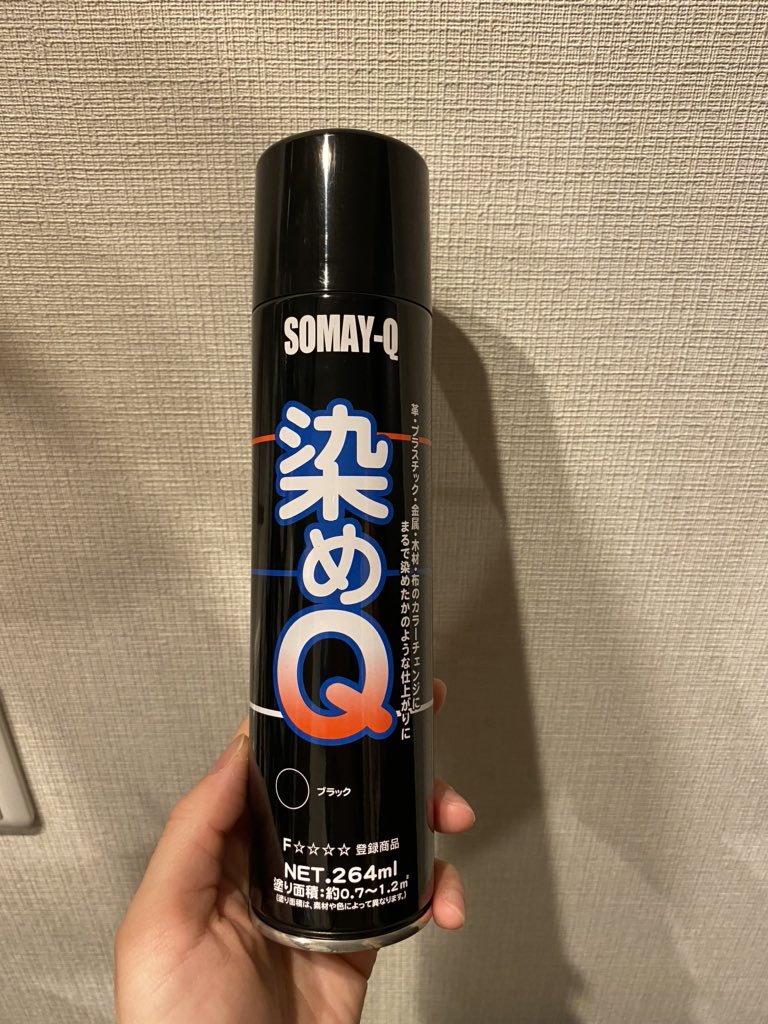 SOMAY-Q
染めQ
革・プラスチック・金属・木材・布のカラーチェンジに
まるで染めたかのような仕上がりに
ブラック
F☆☆☆☆ 登録商品
NET.264ml
塗り面積:約0.7〜1.2㎡
(塗り面積は、素材や色によって異なります。)